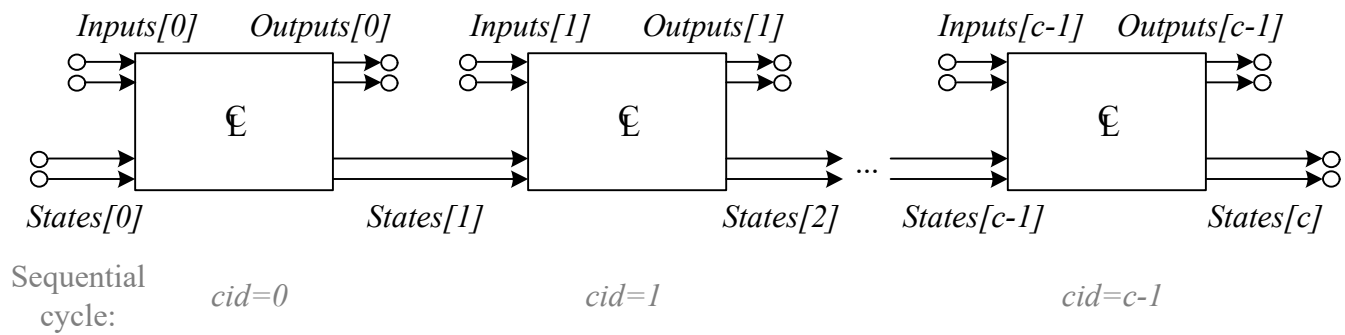 Inputs[0] Outputs[0] Inputs[1] Outputs[1] Inputs[c-1] Outputs[c-1]
℄ ℄ ℄
...
States[0] States[1] States[2] States[c-1] States[c]
Sequential
cycle:
cid=0 cid=1 cid=c-1